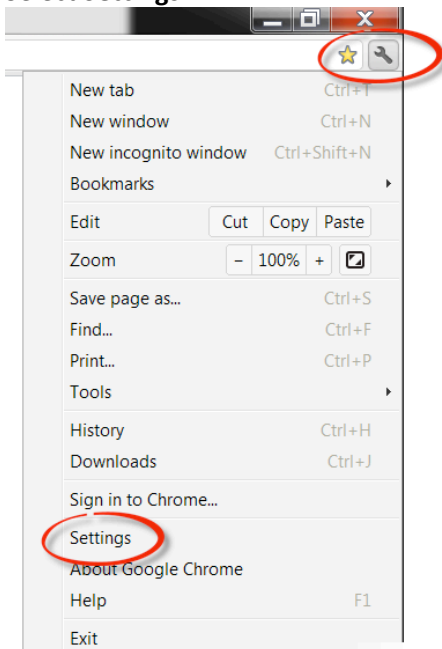 New tab Ctrl+T
New window Ctrl+N
New incognito window Ctrl+Shift+N
Bookmarks
Edit Cut Copy Paste
Zoom - 100% +
Save page as... Ctrl+S
Find... Ctrl+F
Print... Ctrl+P
Tools
History Ctrl+H
Downloads Ctrl+J
Sign in to Chrome...
Settings
About Google Chrome
Help F1
Exit